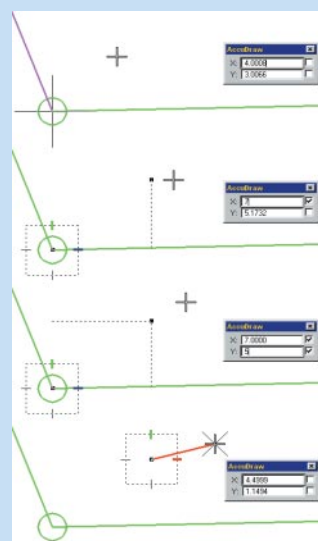 AccuDraw
X: 4.0000
Y: 3.0066
AccuDraw
X: 7
Y: 5.1732
AccuDraw
X: 7.0000
Y: 5
AccuDraw
X: 4.4999
Y: 1.1494